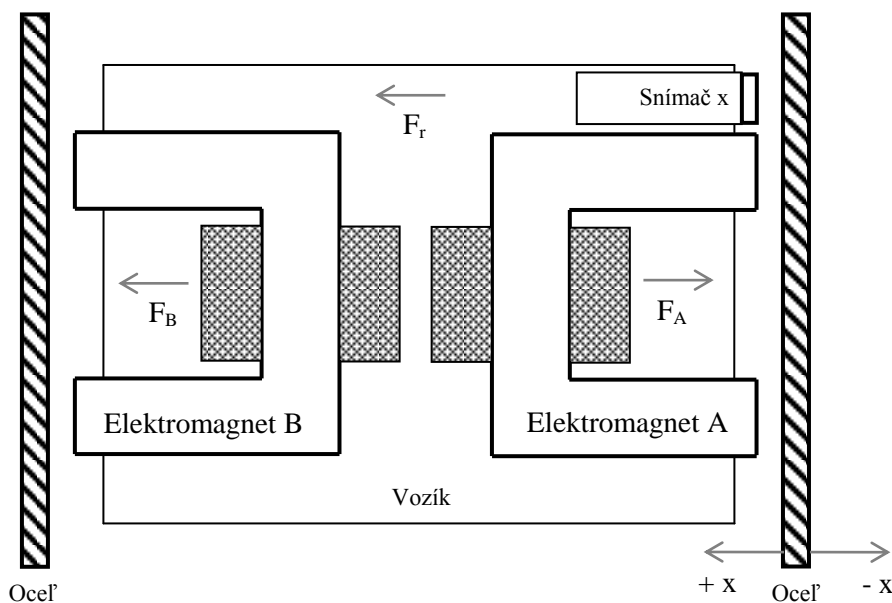 Snímač x
F_r
F_B
F_A
Elektromagnet B
Elektromagnet A
Vozík
+ x
- x
Oceľ
Oceľ